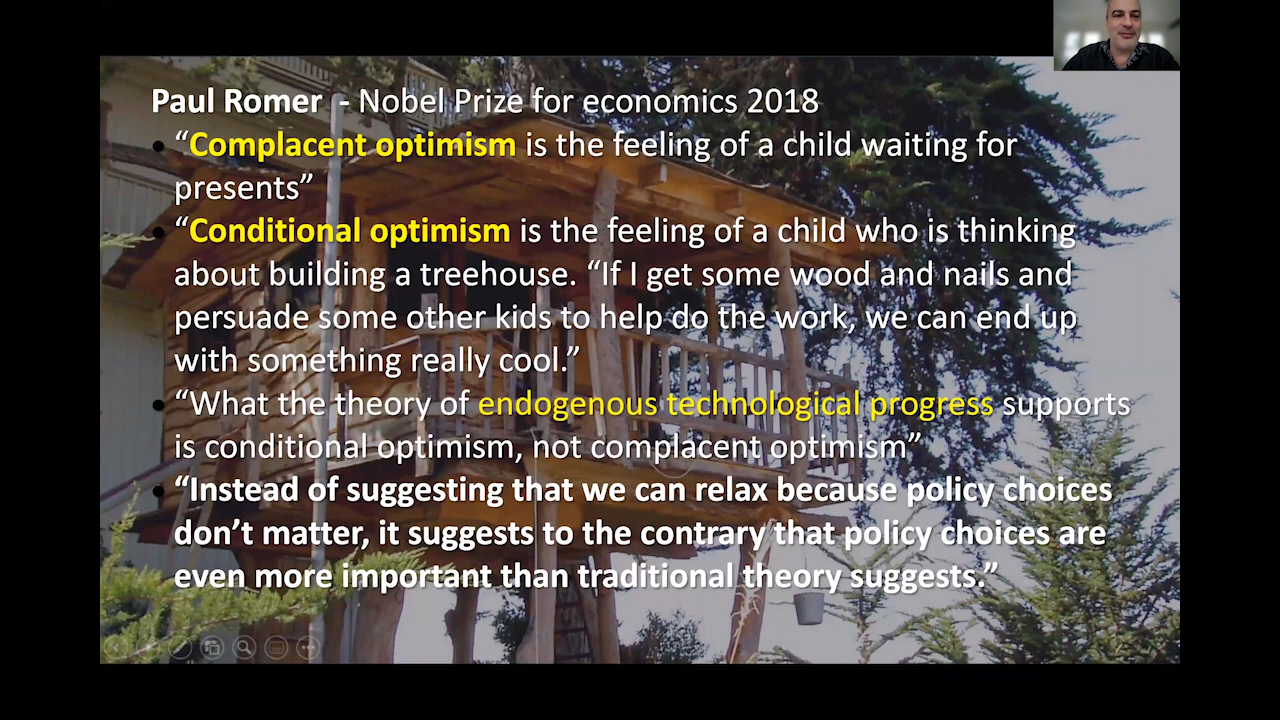 Paul Romer - Nobel Prize for economics 2018
• “Complacent optimism is the feeling of a child waiting for
presents”
• “Conditional optimism is the feeling of a child who is thinking
about building a treehouse. “If I get some wood and nails and
persuade some other kids to help do the work, we can end up
with something really cool.”
• “What the theory of endogenous technological progress supports
is conditional optimism, not complacent optimism”
• “Instead of suggesting that we can relax because policy choices
don’t matter, it suggests to the contrary that policy choices are
even more important than traditional theory suggests.”